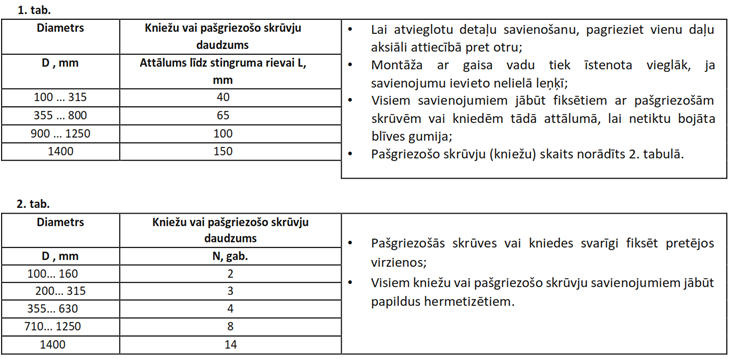 1. tab.
Diametrs Kniežu vai pašgriezošo skrūvju
daudzums
D , mm Attālums līdz stingruma rievai L,
mm
100 ... 315 40
355 ... 800 65
900 ... 1250 100
1400 150
• Lai atvieglotu detaļu savienošanu, pagrieziet vienu daļu
aksiāli attiecībā pret otru;
• Montāža ar gaisa vadu tiek īstenota vieglāk, ja
savienojumu ievieto nelielā leņķī;
• Visiem savienojumiem jābūt fiksētiem ar pašgriezošām
skrūvēm vai kniedēm tādā attālumā, lai netiktu bojāta
blīves gumija;
• Pašgriezošo skrūvju (kniežu) skaits norādīts 2. tabulā.
2. tab.
Diametrs Kniežu vai pašgriezošo skrūvju
daudzums
D , mm N, gab.
100... 160 2
200... 315 3
355... 630 4
710... 1250 8
1400 14
• Pašgriezošās skrūves vai kniedes svarīgi fiksēt pretējos
virzienos;
• Visiem kniežu vai pašgriezošo skrūvju savienojumiem jābūt
papildus hermetizētiem.